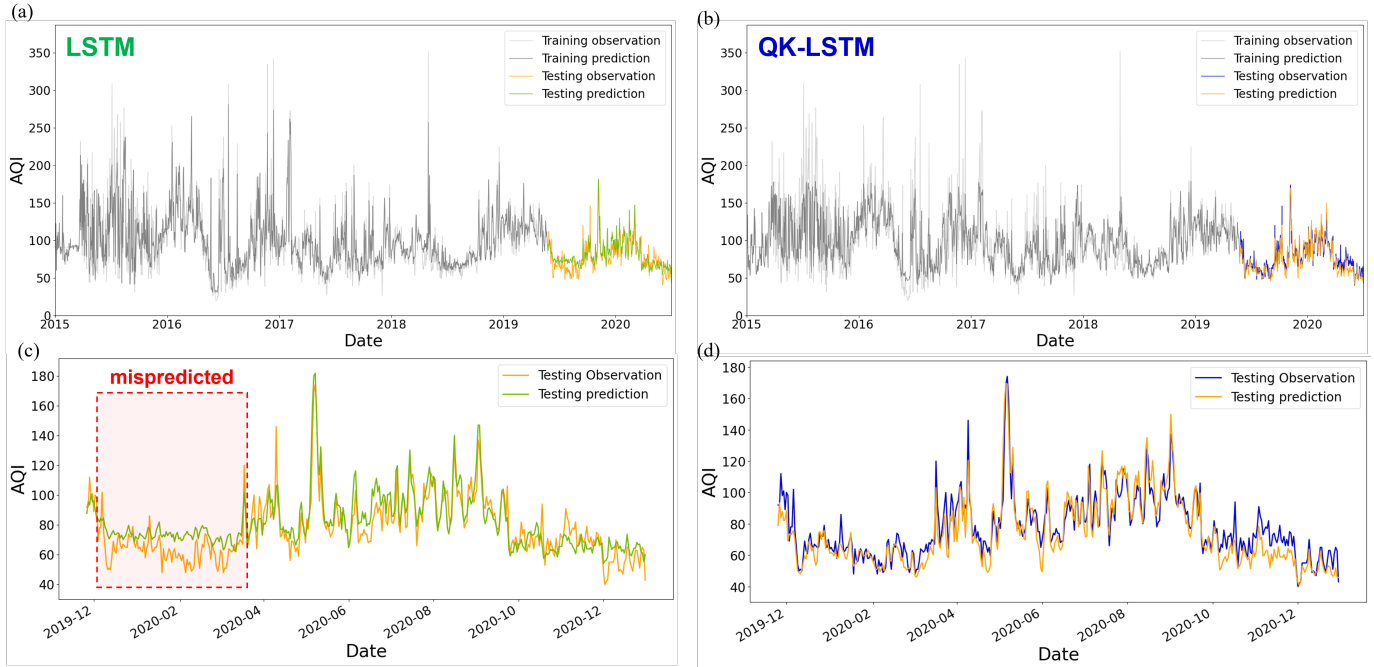 (a)
LSTM
Training observation
Training prediction
Testing observation
Testing prediction
AQI
350
300
250
200
150
100
50
0
2015
2016
2017
2018
2019
2020
Date
(b)
QK-LSTM
Training observation
Training prediction
Testing observation
Testing prediction
AQI
350
300
250
200
150
100
50
0
2015
2016
2017
2018
2019
2020
Date
(c)
mispredicted
Testing Observation
Testing prediction
AQI
180
160
140
120
100
80
60
40
2019-12
2020-02
2020-04
2020-06
2020-08
2020-10
2020-12
Date
(d)
Testing Observation
Testing prediction
AQI
180
160
140
120
100
80
60
40
2019-12
2020-02
2020-04
2020-06
2020-08
2020-10
2020-12
Date